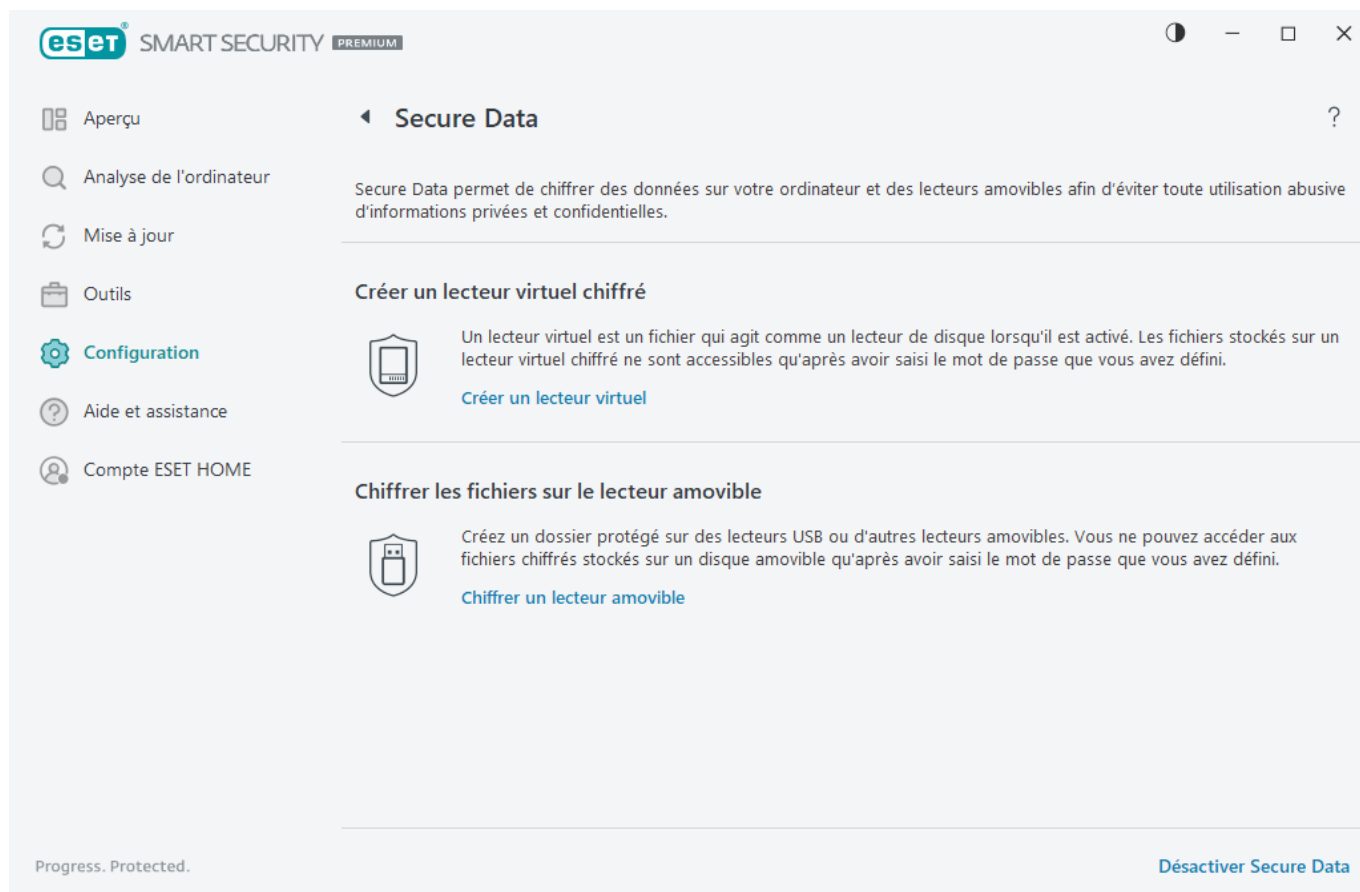 eseT® SMART SECURITY PREMIUM
Aperçu
Analyse de l'ordinateur
Mise à jour
Outils
Configuration
Aide et assistance
Compte ESET HOME
Secure Data
?
Secure Data permet de chiffrer des données sur votre ordinateur et des lecteurs amovibles afin d'éviter toute utilisation abusive
d'informations privées et confidentielles.
Créer un lecteur virtuel chiffré
Un lecteur virtuel est un fichier qui agit comme un lecteur de disque lorsqu'il est activé. Les fichiers stockés sur un
lecteur virtuel chiffré ne sont accessibles qu'après avoir saisi le mot de passe que vous avez défini.
Créer un lecteur virtuel
Chiffrer les fichiers sur le lecteur amovible
Créez un dossier protégé sur des lecteurs USB ou d'autres lecteurs amovibles. Vous ne pouvez accéder aux
fichiers chiffrés stockés sur un disque amovible qu'après avoir saisi le mot de passe que vous avez défini.
Chiffrer un lecteur amovible
Progress. Protected.
Désactiver Secure Data